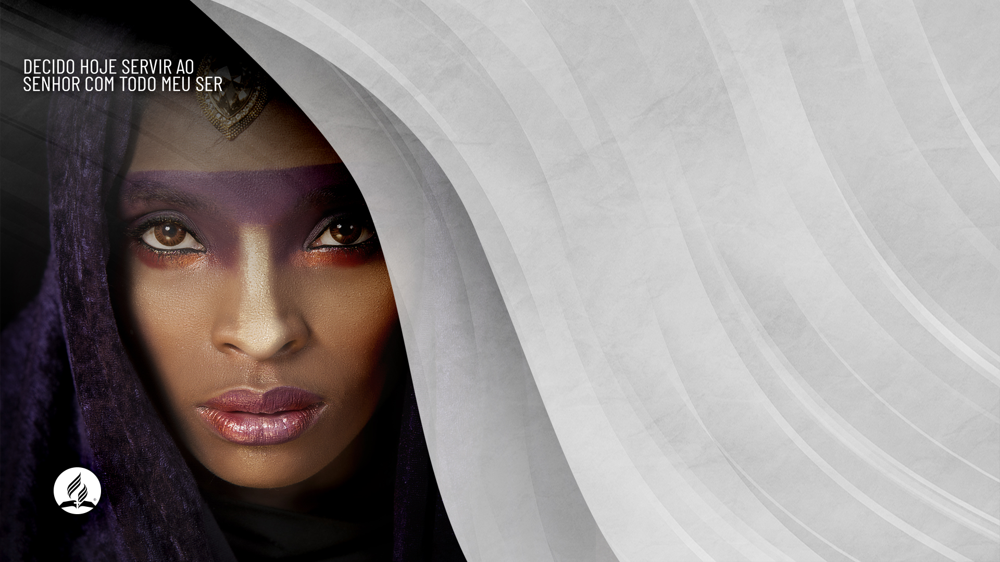 DECIDO HOJE SERVIR AO
SENHOR COM TODO MEU SER